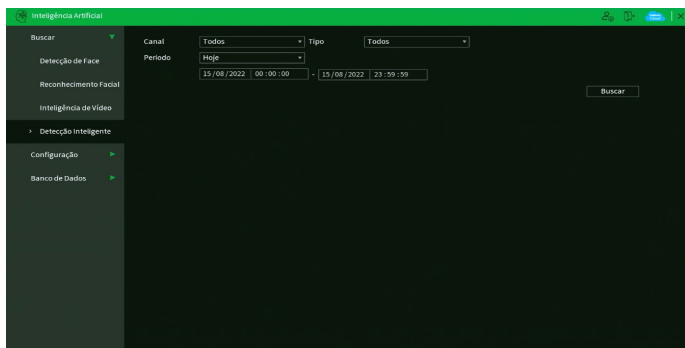 Inteligência Artificial
Buscar
Detecção de Face
Reconhecimento Facial
Inteligência de Vídeo
> Detecção Inteligente
Configuração
Banco de Dados
Canal Todos Tipo Todos
Período Hoje
15/08/2022 00:00:00 - 15/08/2022 23:59:59
Buscar